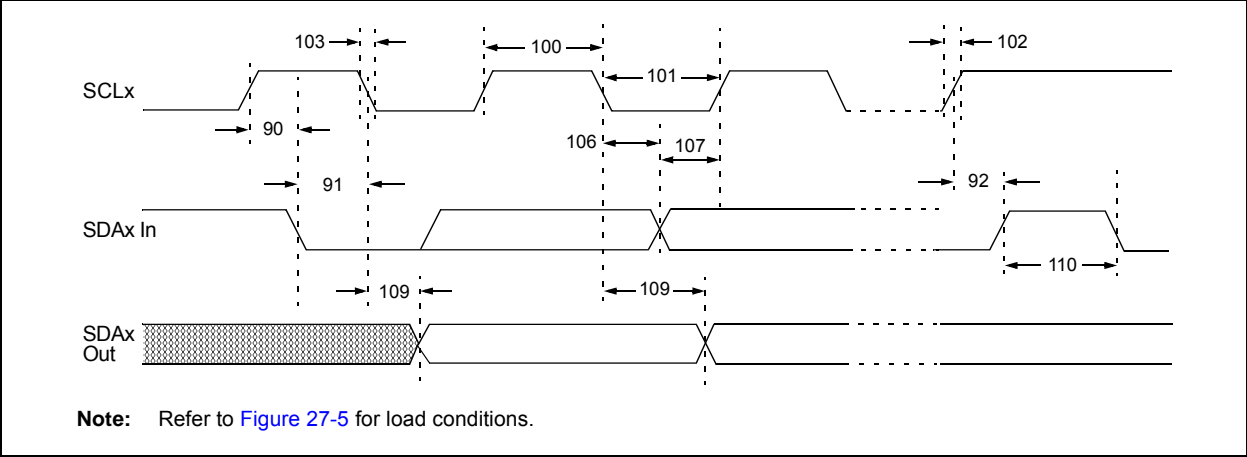 103
100
102
101
SCLx
90
106
107
91
92
SDAx In
110
109
109
SDAx
Out
Note: Refer to Figure 27-5 for load conditions.